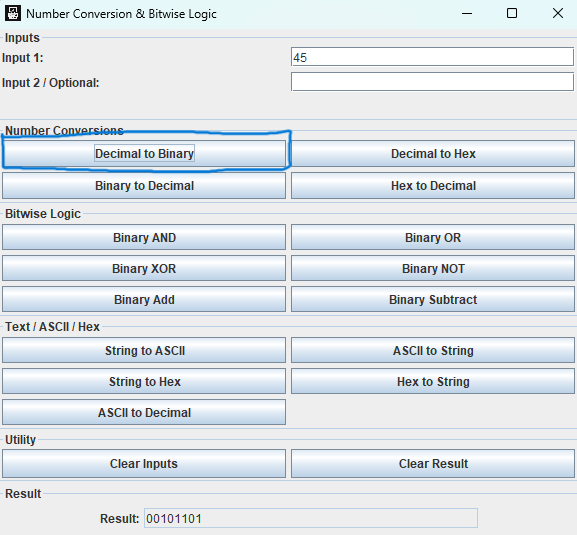 Number Conversion & Bitwise Logic
Inputs
Input 1: 45
Input 2 / Optional:
Number Conversions
Decimal to Binary Decimal to Hex
Binary to Decimal Hex to Decimal
Bitwise Logic
Binary AND Binary OR
Binary XOR Binary NOT
Binary Add Binary Subtract
Text / ASCII / Hex
String to ASCII ASCII to String
String to Hex Hex to String
ASCII to Decimal
Utility
Clear Inputs Clear Result
Result
Result: 00101101